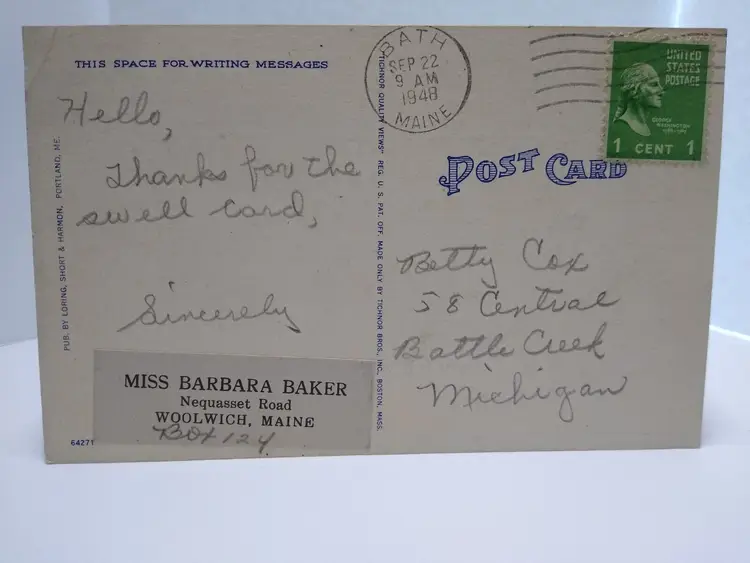 THIS SPACE FOR WRITING MESSAGES
Hello,
Thanks for the
swell card,
Sincerely
MISS BARBARA BAKER
Nequasset Road
WOOLWICH, MAINE
Box 124
64271
PUB. BY LORING, SHORT & HARMON, PORTLAND, ME.
"TICHNOR QUALITY VIEWS" REG. U. S. PAT. OFF. MADE ONLY BY TICHNOR BROS., INC., BOSTON, MASS.
BATH
SEP 22
9 AM
1948
MAINE
UNITED
STATES
POSTAGE
WASHINGTON
1 CENT 1
POST CARD
Betty Cox
58 Central
Battle Creek
Michigan